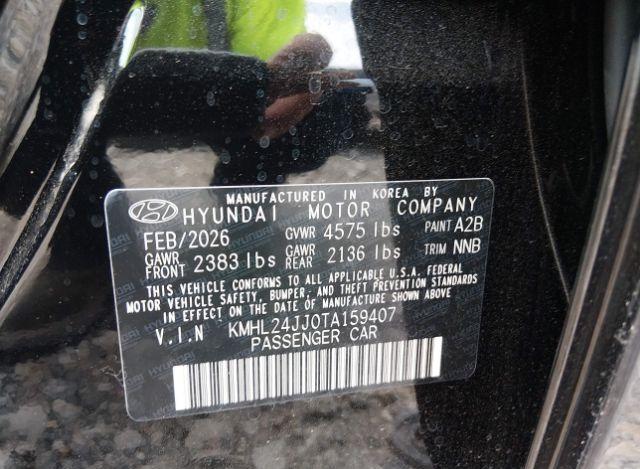 MANUFACTURED IN KOREA BY
HYUNDAI MOTOR COMPANY
FEB/2026 GVWR 4575 lbs PAINT A2B
GAWR FRONT 2383 lbs GAWR REAR 2136 lbs TRIM NNB
THIS VEHICLE CONFORMS TO ALL APPLICABLE U.S.A. FEDERAL
MOTOR VEHICLE SAFETY, BUMPER, AND THEFT PREVENTION STANDARDS
IN EFFECT ON THE DATE OF MANUFACTURE SHOWN ABOVE.
V.I.N KMHL24JJ0TA159407
PASSENGER CAR